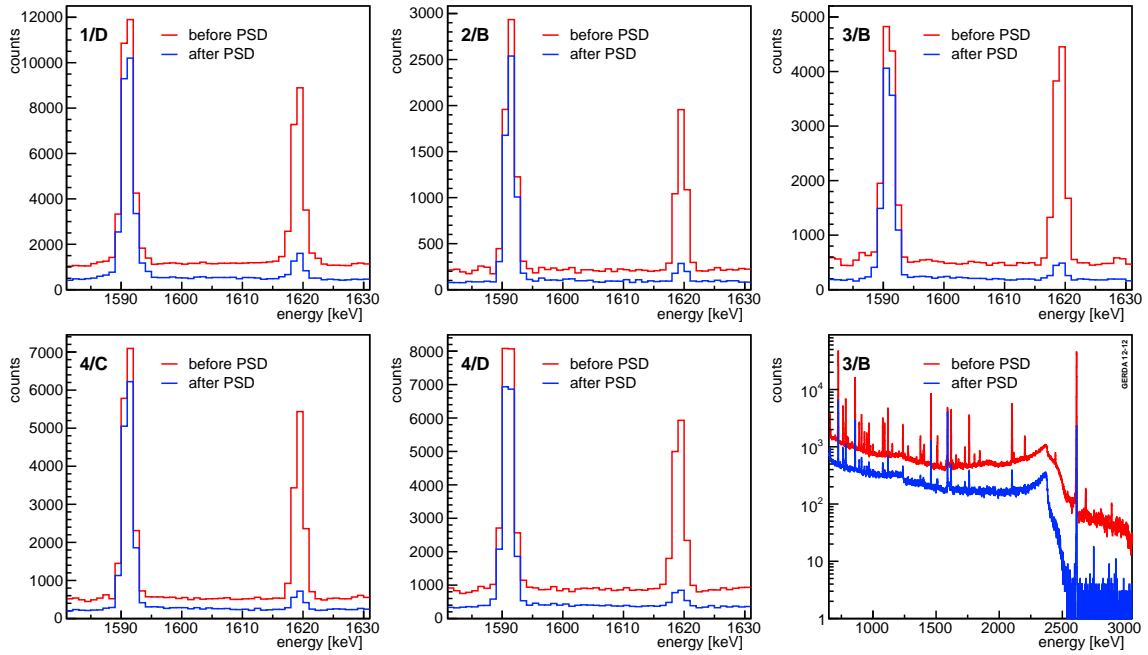 1/D
before PSD
after PSD
counts
12000
10000
8000
6000
4000
2000
0
1590 1600 1610 1620 1630
energy [keV]
2/B
before PSD
after PSD
counts
3000
2500
2000
1500
1000
500
0
1590 1600 1610 1620 1630
energy [keV]
3/B
before PSD
after PSD
counts
5000
4000
3000
2000
1000
0
1590 1600 1610 1620 1630
energy [keV]
4/C
before PSD
after PSD
counts
7000
6000
5000
4000
3000
2000
1000
0
1590 1600 1610 1620 1630
energy [keV]
4/D
before PSD
after PSD
counts
8000
7000
6000
5000
4000
3000
2000
1000
0
1590 1600 1610 1620 1630
energy [keV]
3/B
before PSD
after PSD
GERDA 12-12
counts
10^4
10^3
10^2
10
1
1000 1500 2000 2500 3000
energy [keV]